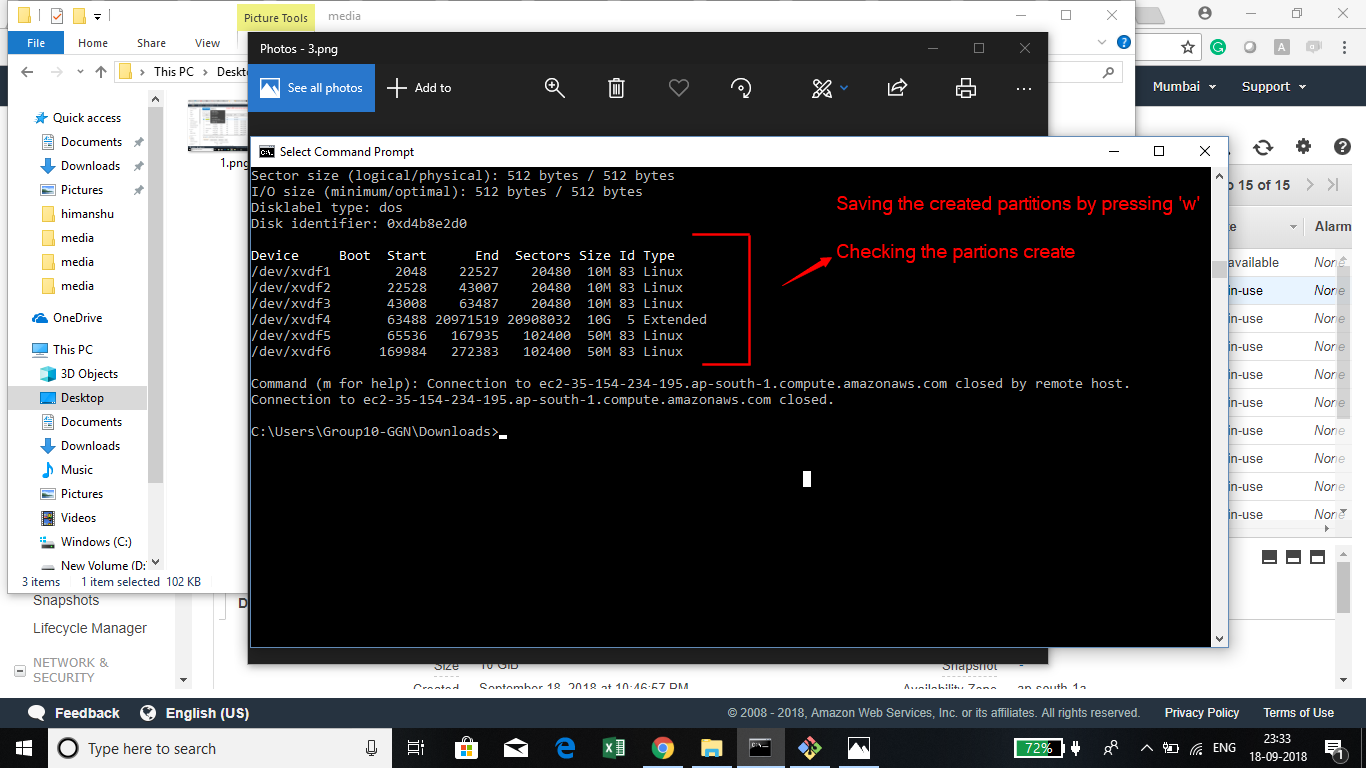 Picture Tools
media
File
Home
Share
View
This PC
Deskto
Photos - 3.png
See all photos
Add to
Mumbai
Support
Quick access
Documents
Downloads
Pictures
himanshu
media
media
media
OneDrive
This PC
3D Objects
Desktop
Documents
Downloads
Music
Pictures
Videos
Windows (C:)
New Volume (D:
3 items
1 item selected 102 KB
1.png
Select Command Prompt
Sector size (logical/physical): 512 bytes / 512 bytes
I/O size (minimum/optimal): 512 bytes / 512 bytes
Disklabel type: dos
Disk identifier: 0xd4b8e2d0
Device Boot Start End Sectors Size Id Type
/dev/xvdf1 2048 22527 20480 10M 83 Linux
/dev/xvdf2 22528 43007 20480 10M 83 Linux
/dev/xvdf3 43008 63487 20480 10M 83 Linux
/dev/xvdf4 63488 20971519 20908032 10G 5 Extended
/dev/xvdf5 65536 167935 102400 50M 83 Linux
/dev/xvdf6 169984 272383 102400 50M 83 Linux
Command (m for help): Connection to ec2-35-154-234-195.ap-south-1.compute.amazonaws.com closed by remote host.
Connection to ec2-35-154-234-195.ap-south-1.compute.amazonaws.com closed.
C:\Users\Group10-GGN\Downloads>
Saving the created partitions by pressing 'w'
Checking the partions create
o 15 of 15
Alarm
available None
in-use None
in-use None
in-use None
in-use None
in-use None
in-use None
in-use None
in-use None
in-use None
Snapshots
Lifecycle Manager
NETWORK &
SECURITY
D
Size 10 GiB
Snapshot -
Created September 18, 2018 at 10:46:57 PM
Availability Zone ap-south-1a
Feedback
English (US)
© 2008 - 2018, Amazon Web Services, Inc. or its affiliates. All rights reserved.
Privacy Policy
Terms of Use
Type here to search
72%
ENG
23:33
18-09-2018
1